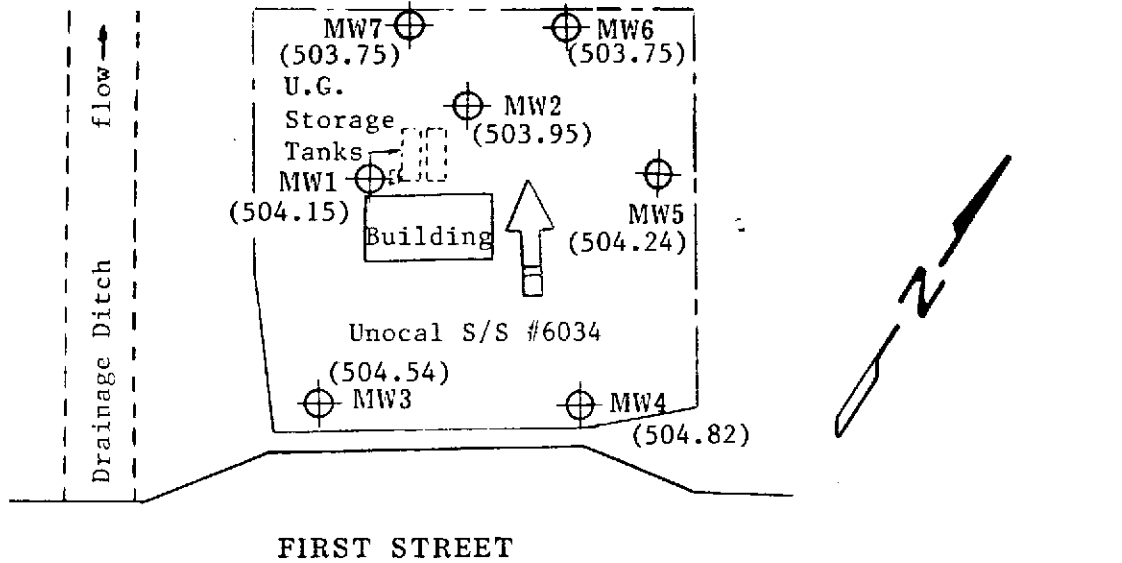 flow
Drainage Ditch
MW7
(503.75)
MW6
(503.75)
U.G.
Storage
Tanks
MW2
(503.95)
MW1
(504.15)
Building
MW5
(504.24)
Unocal S/S #6034
(504.54)
MW3
MW4
(504.82)
N
FIRST STREET